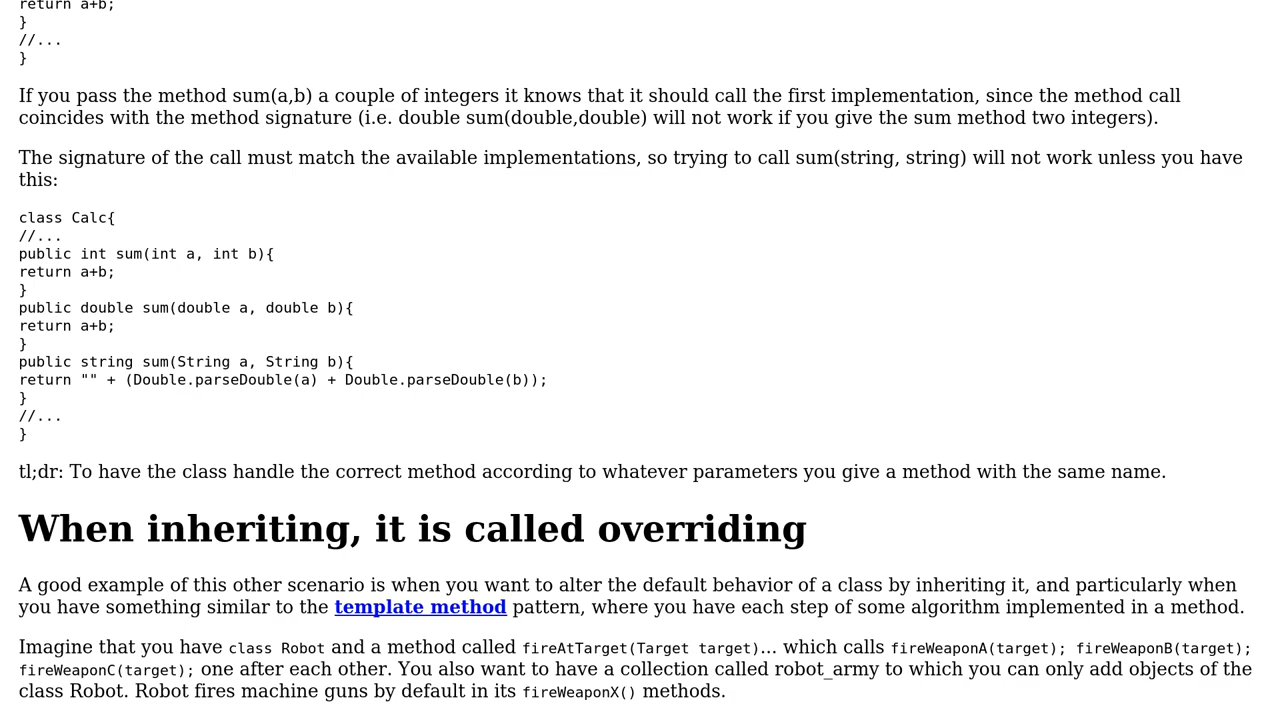 return a+b;
}
//...
}
If you pass the method sum(a,b) a couple of integers it knows that it should call the first implementation, since the method call
coincides with the method signature (i.e. double sum(double,double) will not work if you give the sum method two integers).
The signature of the call must match the available implementations, so trying to call sum(string, string) will not work unless you have
this:
class Calc{
//...
public int sum(int a, int b){
return a+b;
}
public double sum(double a, double b){
return a+b;
}
public string sum(String a, String b){
return "" + (Double.parseDouble(a) + Double.parseDouble(b));
}
//...
}
tl;dr: To have the class handle the correct method according to whatever parameters you give a method with the same name.
When inheriting, it is called overriding
A good example of this other scenario is when you want to alter the default behavior of a class by inheriting it, and particularly when
you have something similar to the template method pattern, where you have each step of some algorithm implemented in a method.
Imagine that you have class Robot and a method called fireAtTarget(Target target)... which calls fireWeaponA(target); fireWeaponB(target);
fireWeaponC(target); one after each other. You also want to have a collection called robot_army to which you can only add objects of the
class Robot. Robot fires machine guns by default in its fireWeaponX() methods.